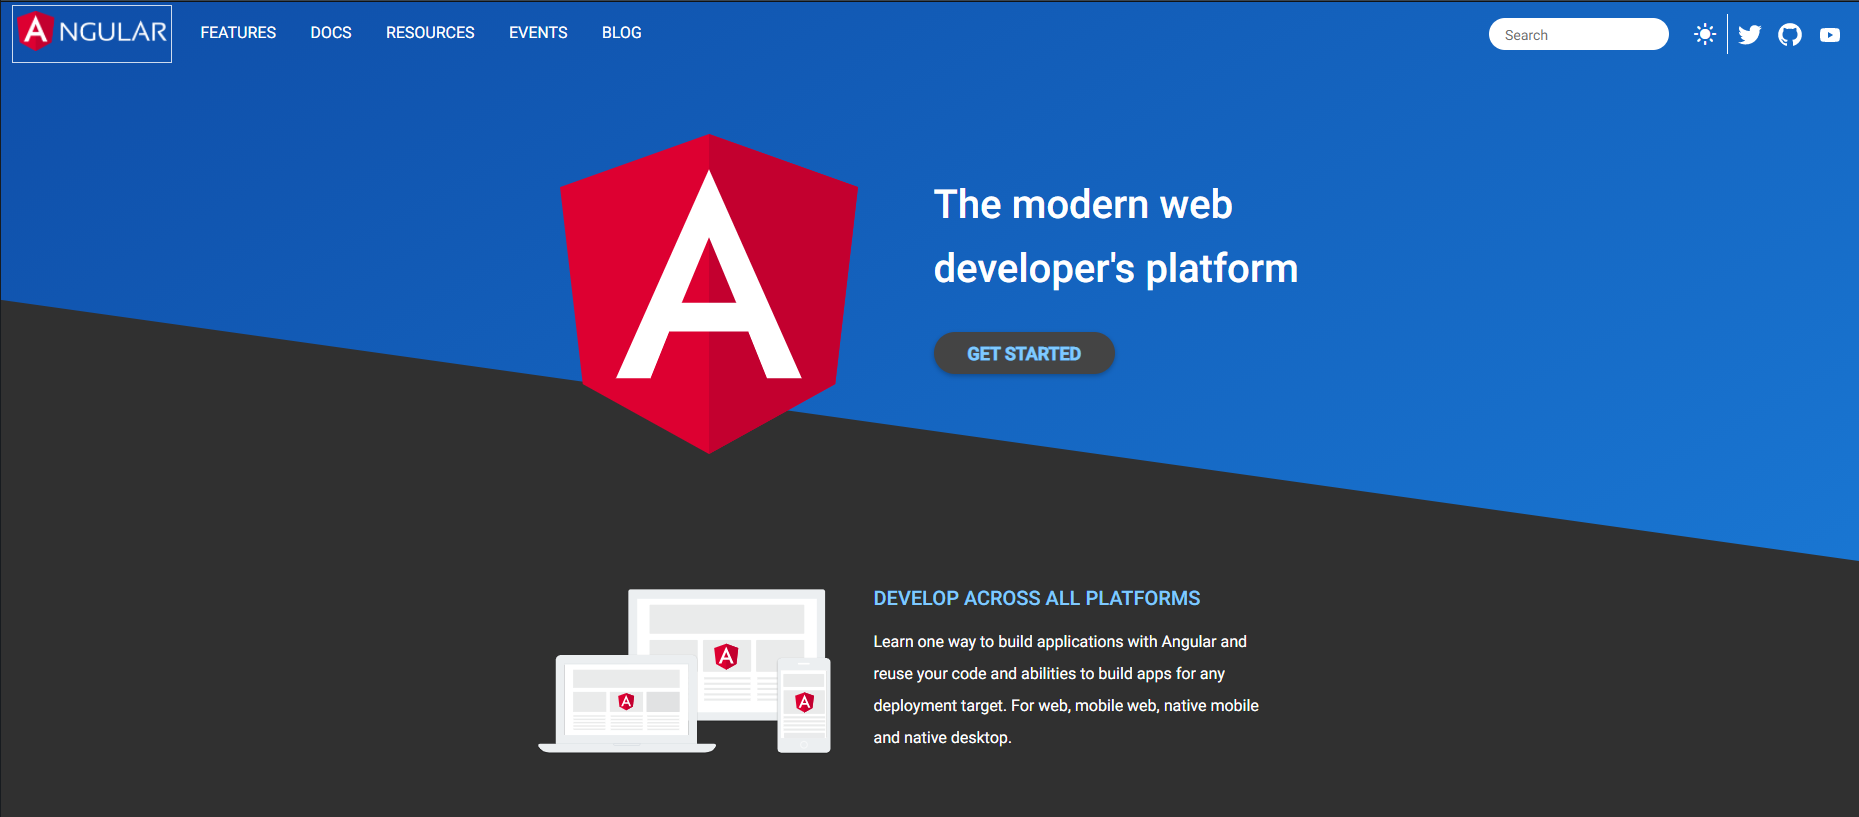 ANGULAR
FEATURES
DOCS
RESOURCES
EVENTS
BLOG
Search
A
The modern web
developer's platform
GET STARTED
DEVELOP ACROSS ALL PLATFORMS
Learn one way to build applications with Angular and
reuse your code and abilities to build apps for any
deployment target. For web, mobile web, native mobile
and native desktop.
A
A
A